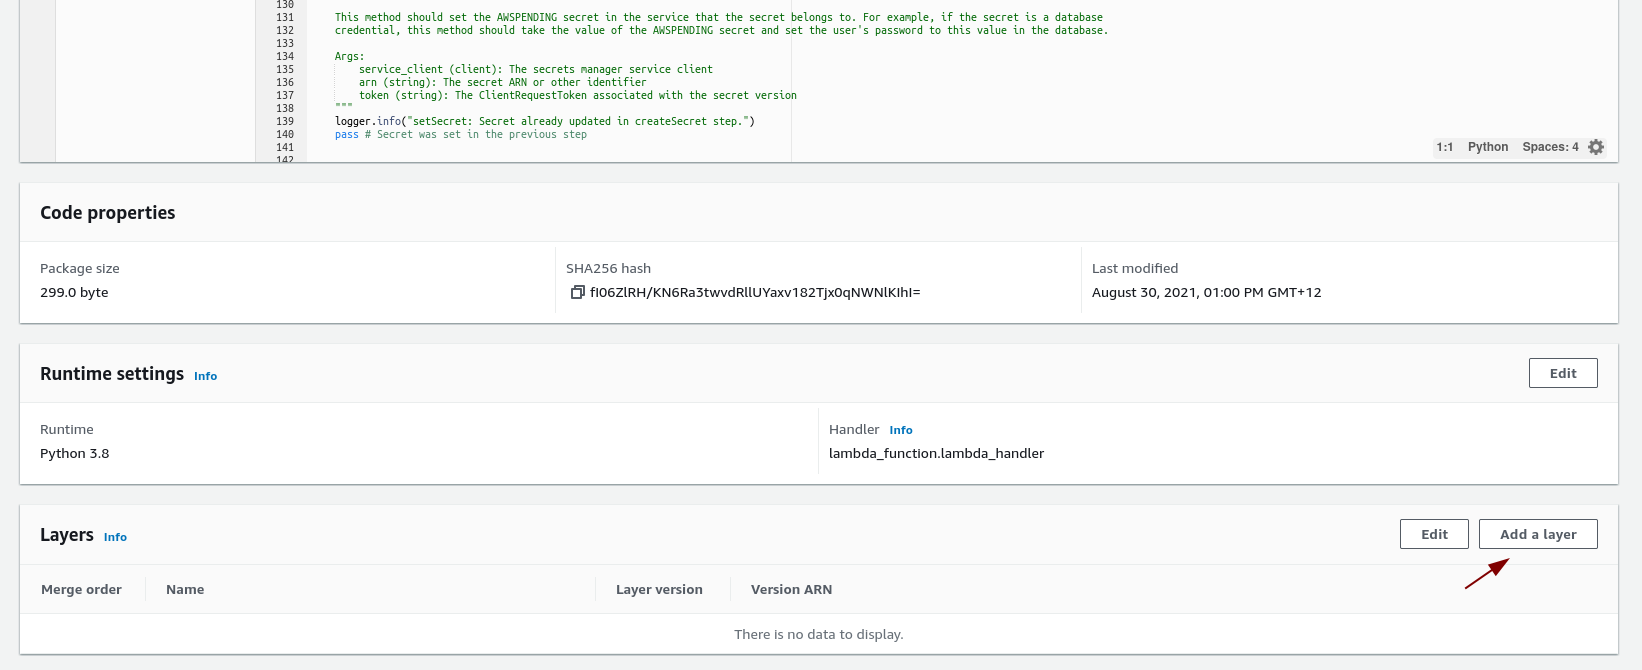 130
131 This method should set the AWSPENDING secret in the service that the secret belongs to. For example, if the secret is a database
132 credential, this method should take the value of the AWSPENDING secret and set the user's password to this value in the database.
133
134 Args:
135 service_client (client): The secrets manager service client
136 arn (string): The secret ARN or other identifier
137 token (string): The ClientRequestToken associated with the secret version
138 """
139 logger.info("setSecret: Secret already updated in createSecret step.")
140 pass # Secret was set in the previous step
141
142
1:1 Python Spaces: 4
Code properties
Package size SHA256 hash Last modified
299.0 byte fI06ZlRH/KN6Ra3twvdRllUYaxv182Tjx0qNWNlKIhI= August 30, 2021, 01:00 PM GMT+12
Runtime settings Info Edit
Runtime Handler Info
Python 3.8 lambda_function.lambda_handler
Layers Info Edit Add a layer
Merge order Name Layer version Version ARN
There is no data to display.